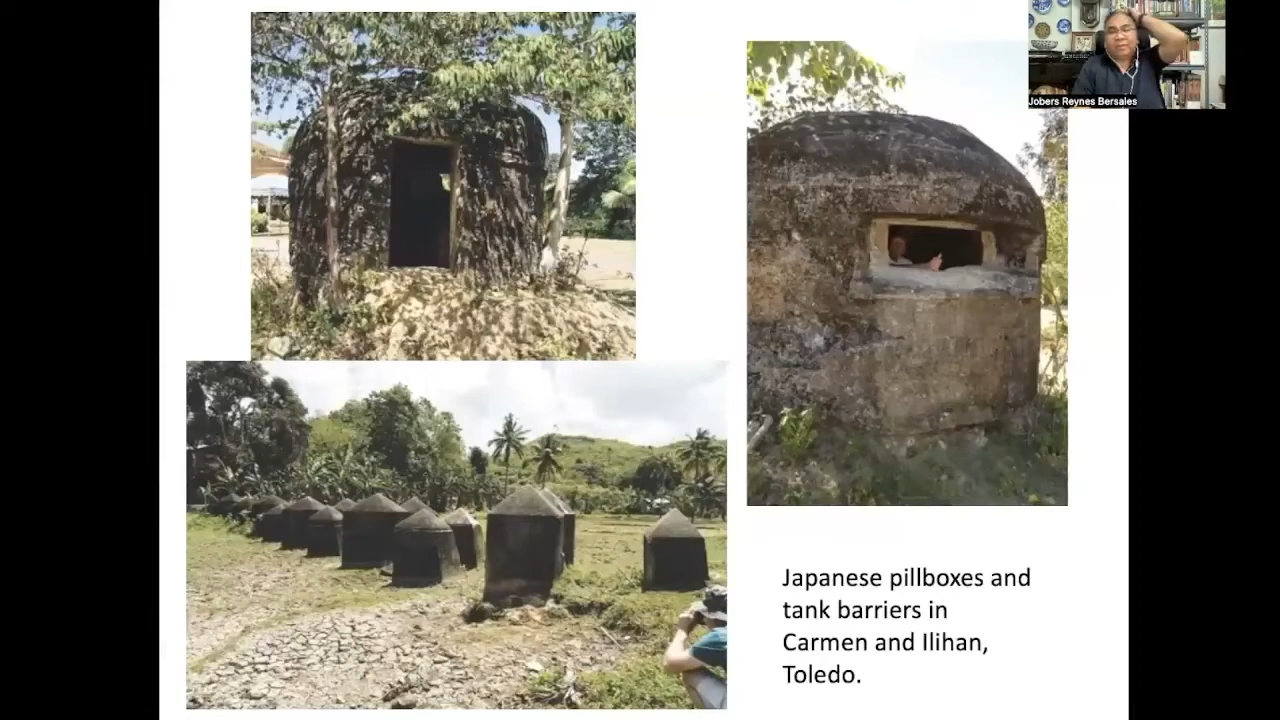 Jobers Reynes Bersales
Japanese pillboxes and
tank barriers in
Carmen and Ilihan,
Toledo.